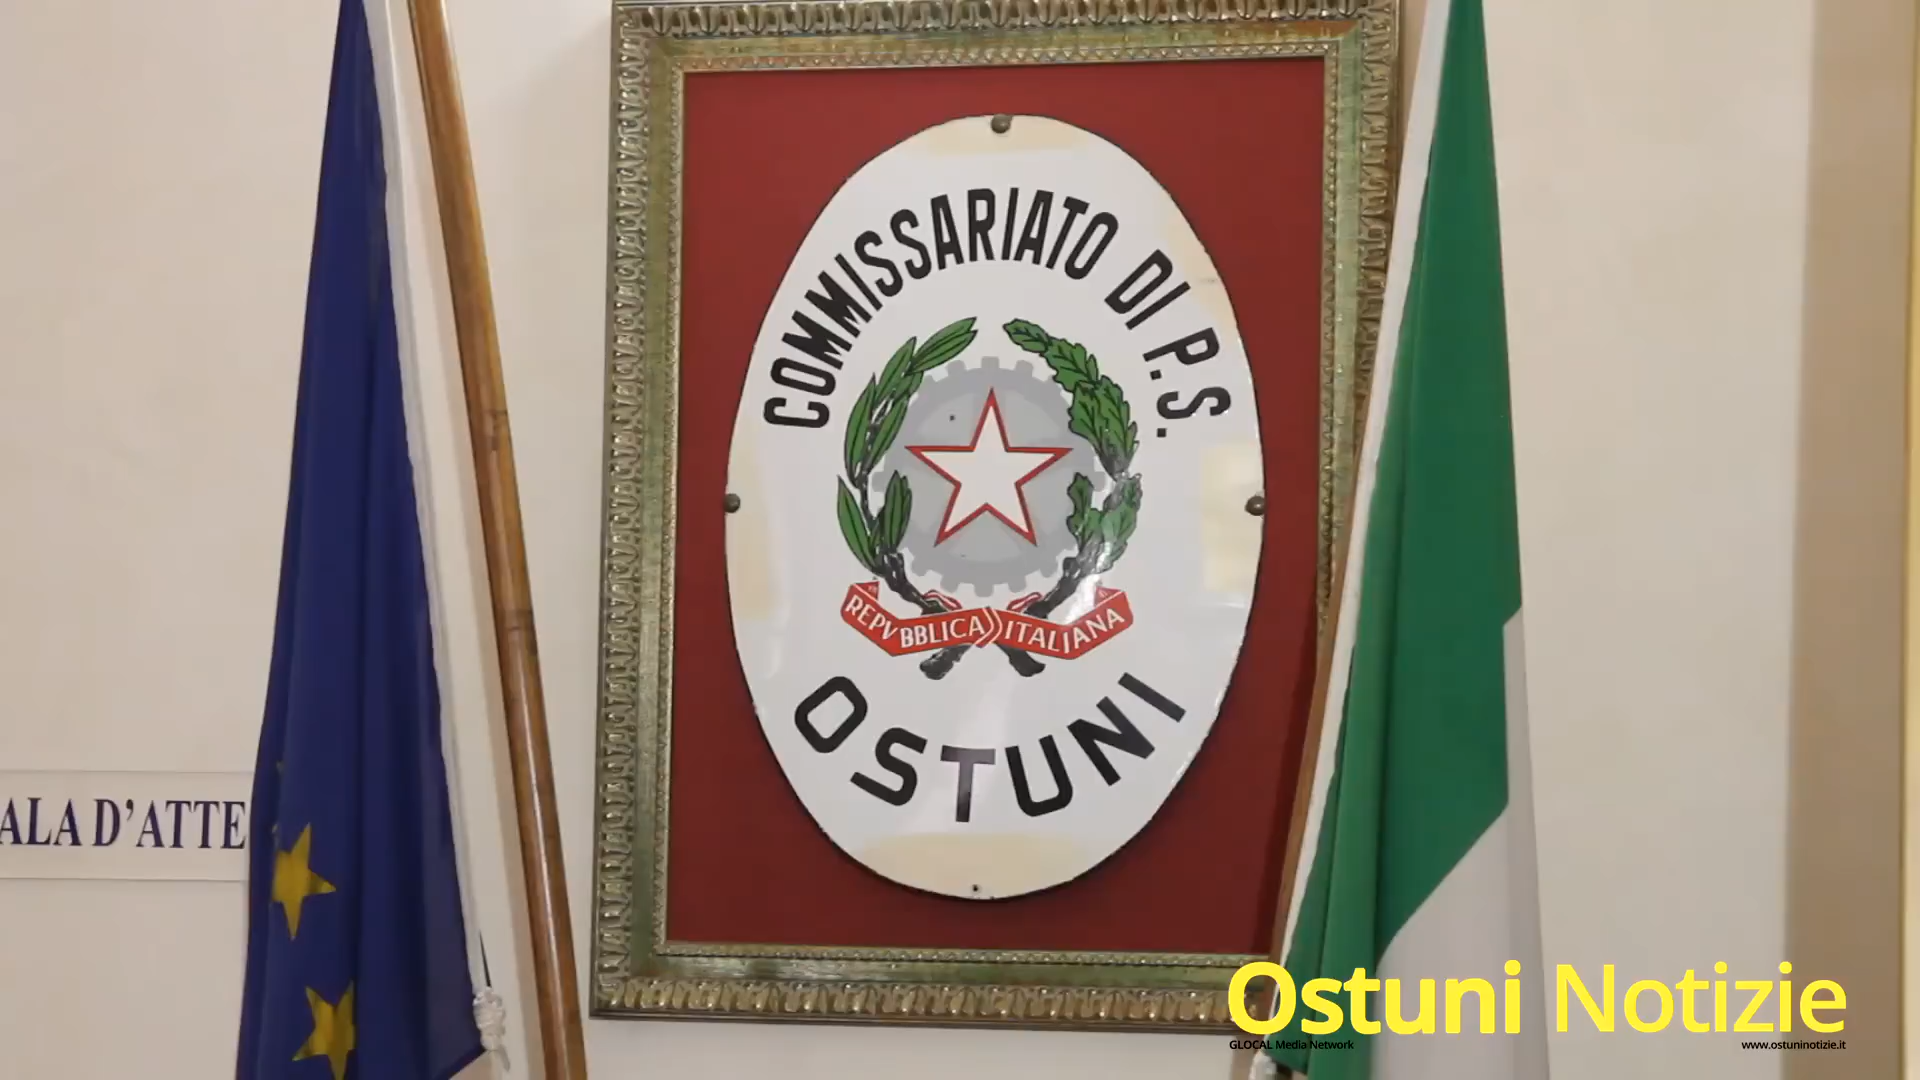 COMMISSARIATO DI P.S.
REPVBBLICA ITALIANA
OSTUNI
ALA D'ATTE
Ostuni Notizie
GLOCAL Media Network
www.ostuninotizie.it